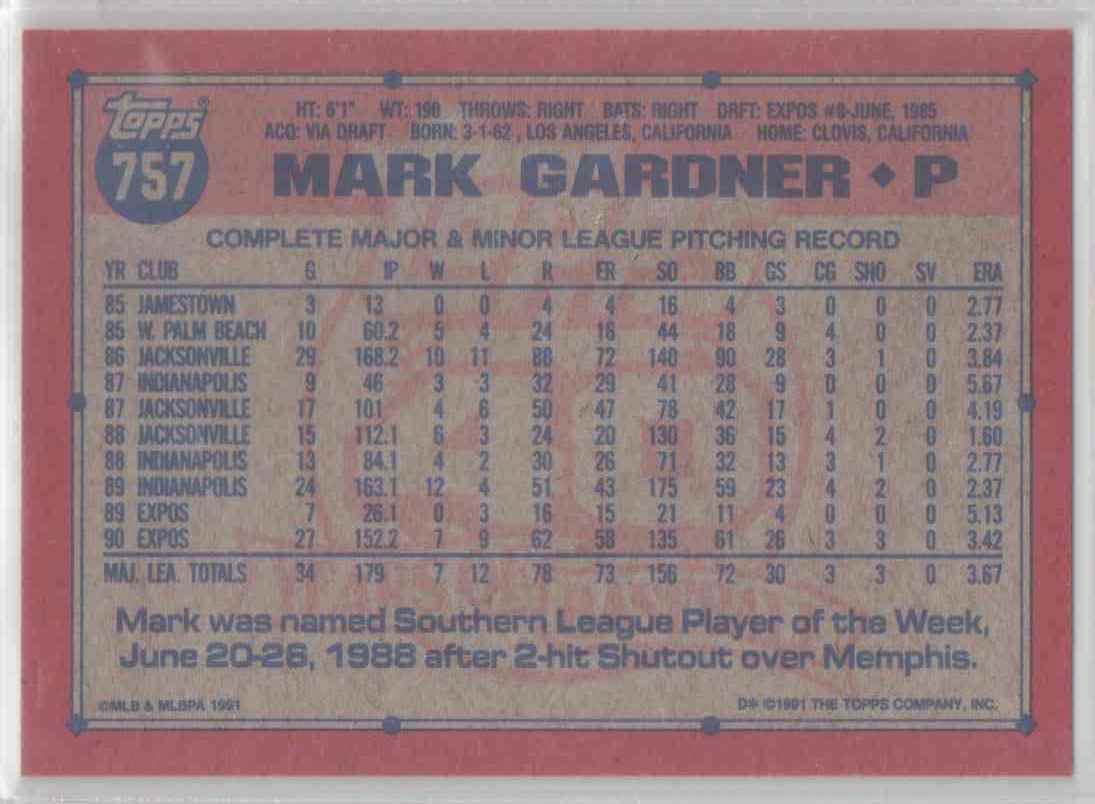 Topps®
757
HT: 6'1" WT: 190 THROWS: RIGHT BATS: RIGHT DRFT: EXPOS #8-JUNE, 1985
ACQ: VIA DRAFT BORN: 3-1-62 , LOS ANGELES, CALIFORNIA HOME: CLOVIS, CALIFORNIA
MARK GARDNER ♦ P
COMPLETE MAJOR & MINOR LEAGUE PITCHING RECORD
YR CLUB G IP W L R ER SO BB GS CG SHO SV ERA
85 JAMESTOWN 3 13 0 0 4 4 16 4 3 0 0 0 2.77
85 W. PALM BEACH 10 60.2 5 4 24 16 44 18 9 4 0 0 2.37
86 JACKSONVILLE 29 168.2 10 11 88 72 140 90 28 3 1 0 3.84
87 INDIANAPOLIS 9 46 3 3 32 29 41 28 9 0 0 0 5.67
87 JACKSONVILLE 17 101 4 6 50 47 78 42 17 1 0 0 4.19
88 JACKSONVILLE 15 112.1 6 3 24 20 130 36 15 4 2 0 1.60
88 INDIANAPOLIS 13 84.1 4 2 30 26 71 32 13 3 1 0 2.77
89 INDIANAPOLIS 24 163.1 12 4 51 43 175 59 23 4 2 0 2.37
89 EXPOS 7 26.1 0 3 16 15 21 11 4 0 0 0 5.13
90 EXPOS 27 152.2 7 9 62 58 135 61 26 3 3 0 3.42
MAJ. LEA. TOTALS 34 179 7 12 78 73 156 72 30 3 3 0 3.67
Mark was named Southern League Player of the Week,
June 20-26, 1988 after 2-hit Shutout over Memphis.
©MLB & MLBPA 1991
D* ©1991 THE TOPPS COMPANY, INC.